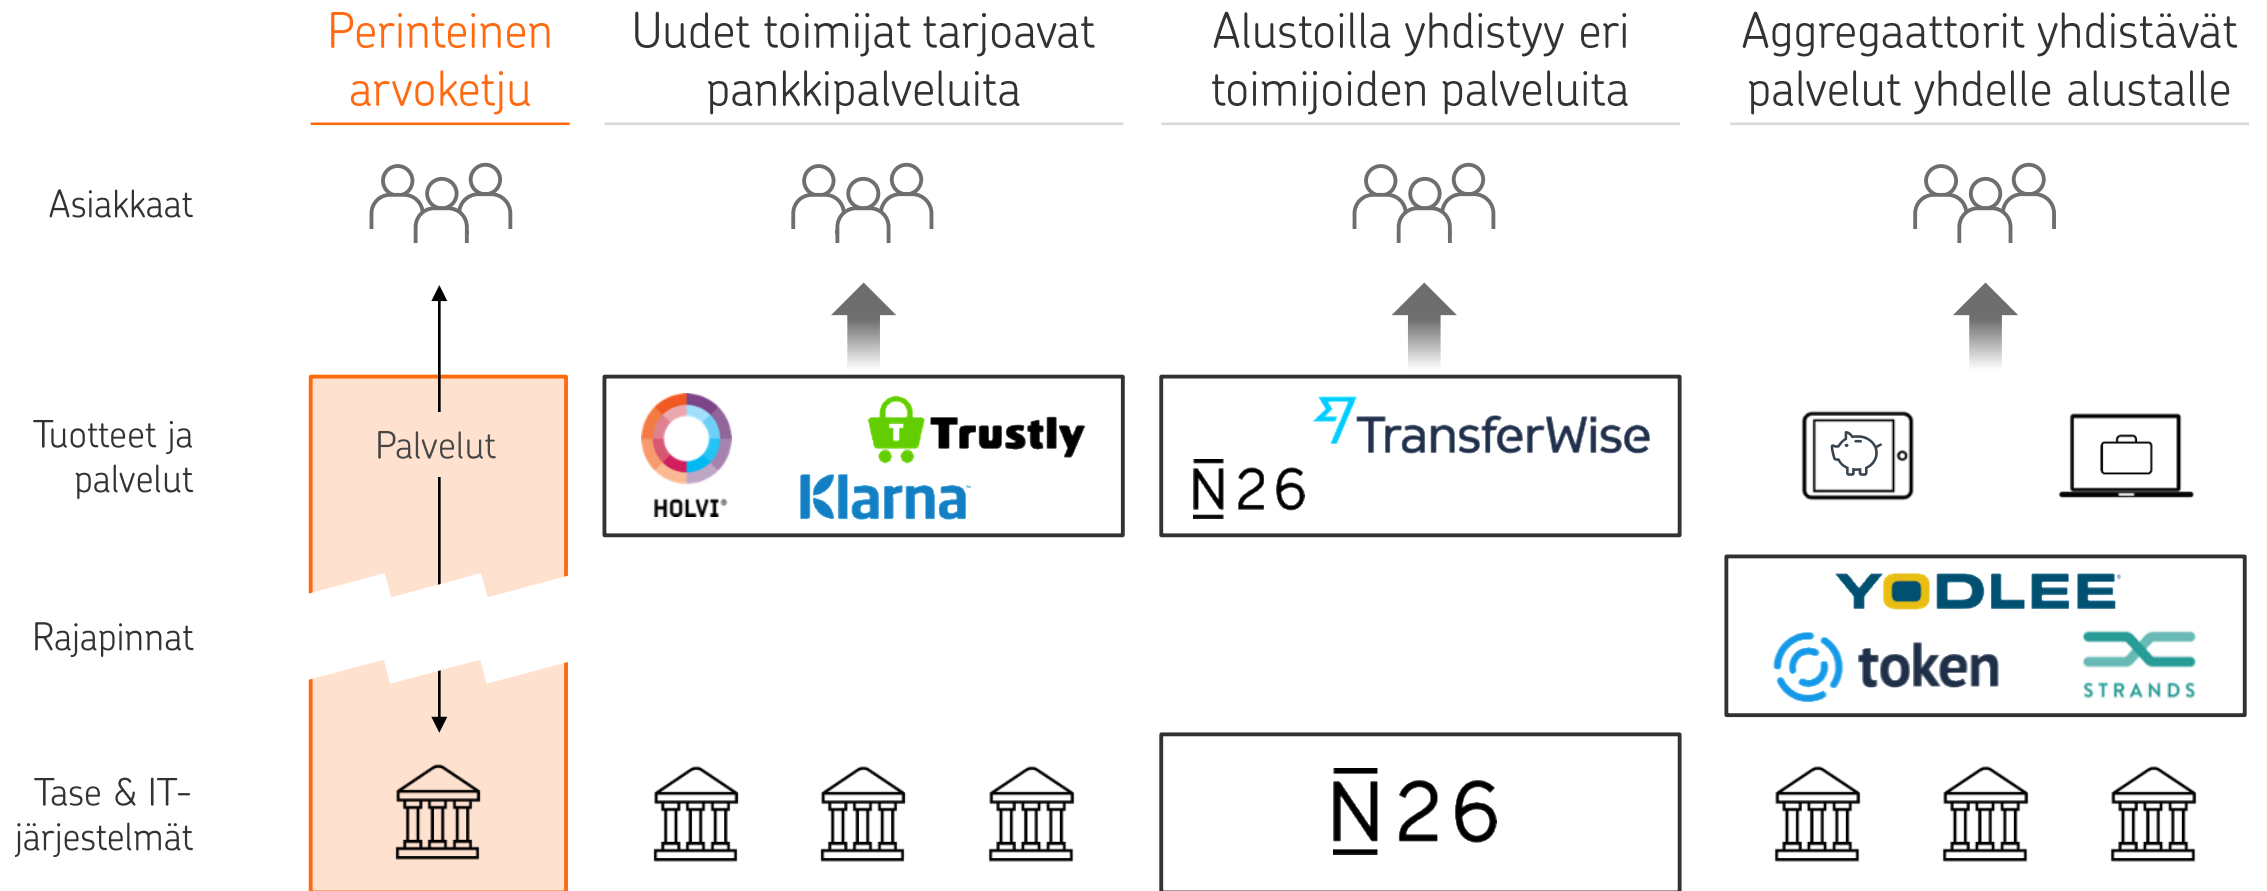 Perinteinen
arvoketju
Uudet toimijat tarjoavat
pankkipalveluita
Alustoilla yhdistyy eri
toimijoiden palveluita
Aggregaattorit yhdistävät
palvelut yhdelle alustalle
Asiakkaat
Tuotteet ja
palvelut
Palvelut
HOLVI®
T
Trustly
Klarna
TransferWise
N26
Rajapinnat
YODLEE
token
STRANDS
Tase & IT-
järjestelmät
N26